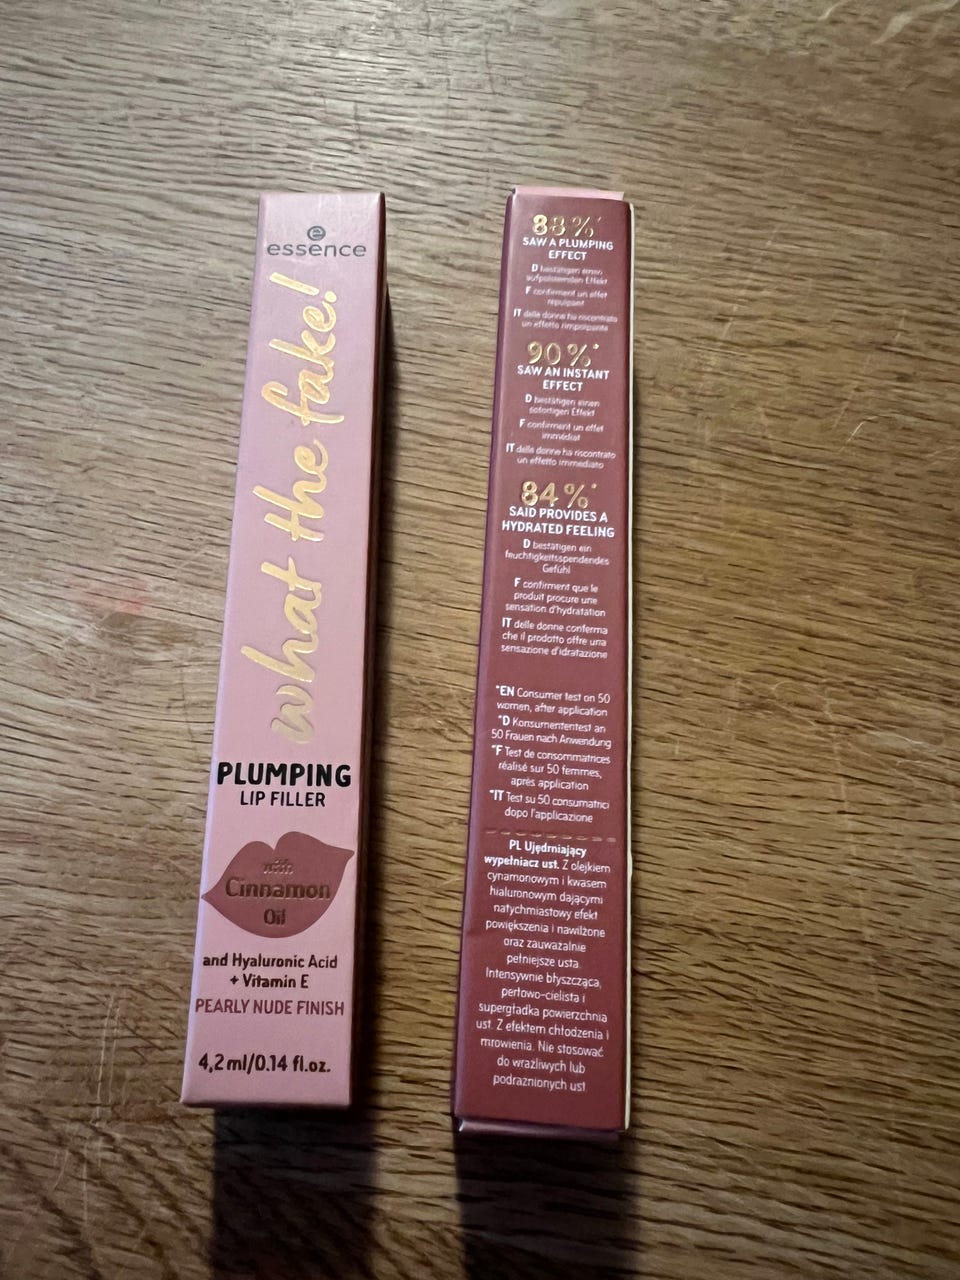 e
essence
what the fake!
PLUMPING
LIP FILLER
with
Cinnamon
Oil
and Hyaluronic Acid
+ Vitamin E
PEARLY NUDE FINISH
4,2 ml/0.14 fl.oz.
88%*
SAW A PLUMPING
EFFECT
D bestätigen einen
aufpolsternden Effekt
F confirment un effet
repulpant
IT delle donne ha riscontrato
un effetto rimpolpante
90%*
SAW AN INSTANT
EFFECT
D bestätigen einen
sofortigen Effekt
F confirment un effet
immédiat
IT delle donne ha riscontrato
un effetto immediato
84%*
SAID PROVIDES A
HYDRATED FEELING
D bestätigen ein
feuchtigkeitsspendendes
Gefühl
F confirment que le
produit procure une
sensation d'hydratation
IT delle donne conferma
che il prodotto offre una
sensazione d'idratazione
*EN Consumer test on 50
women, after application
*D Konsumententest an
50 Frauen nach Anwendung
*F Test de consommatrices
réalisé sur 50 femmes,
après application
*IT Test su 50 consumatrici
dopo l'applicazione
PL Ujędrniający
wypełniacz ust. Z olejkiem
cynamonowym i kwasem
hialuronowym dającymi
natychmiastowy efekt
powiększenia i nawilżone
oraz zauważalnie
pełniejsze usta.
Intensywnie błyszcząca,
perłowo-cielista i
supergładka powierzchnia
ust. Z efektem chłodzenia i
mrowienia. Nie stosować
do wrażliwych lub
podrażnionych ust